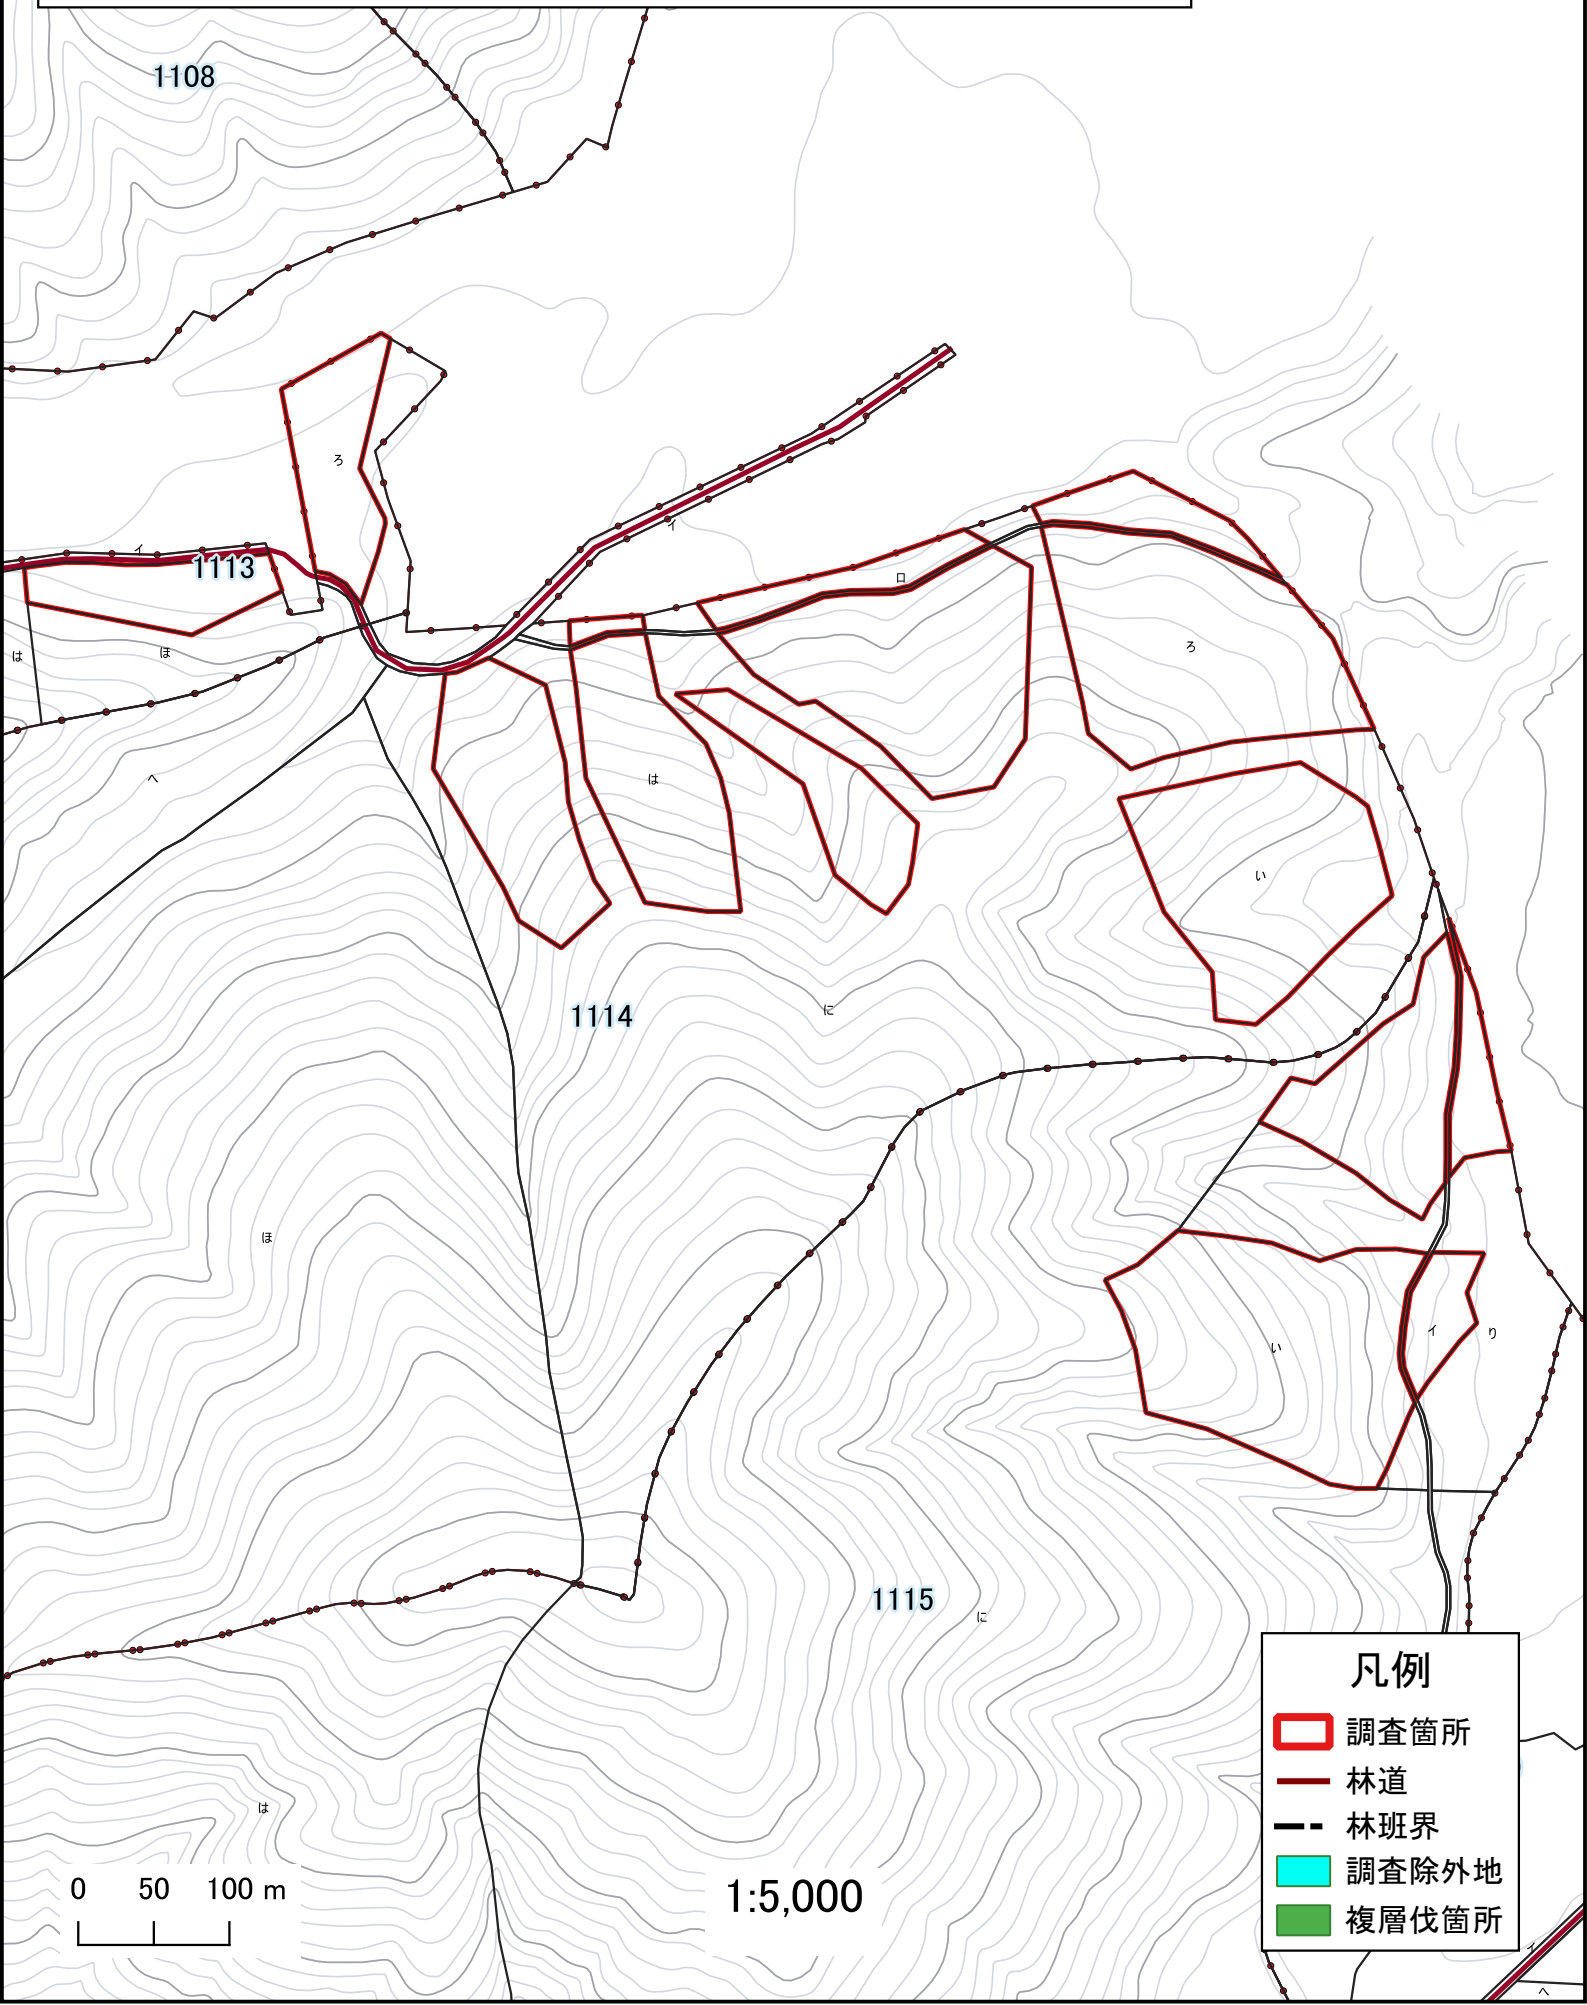 1108
ろ
イ
イ
1113
ロ
は
ほ
ろ
へ
は
い
1114
に
ほ
い
イ
り
1115
に
凡例
調査箇所
林道
林班界
調査除外地
複層伐箇所
は
0 50 100 m
1:5,000
イ
へ